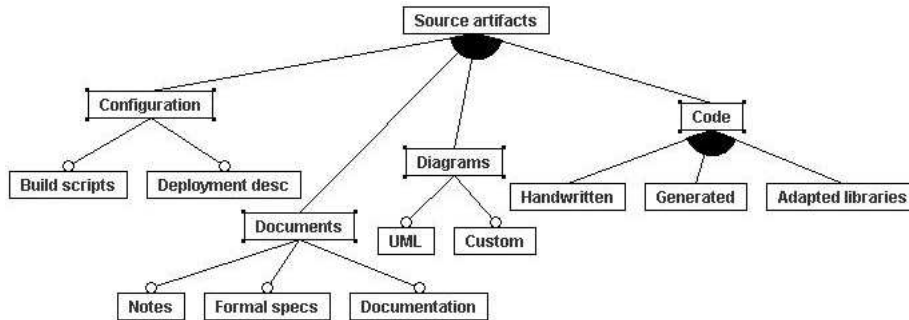 Source artifacts
Configuration
Code
Diagrams
Build scripts
Deployment desc
Handwritten
Generated
Adapted libraries
Documents
UML
Custom
Notes
Formal specs
Documentation